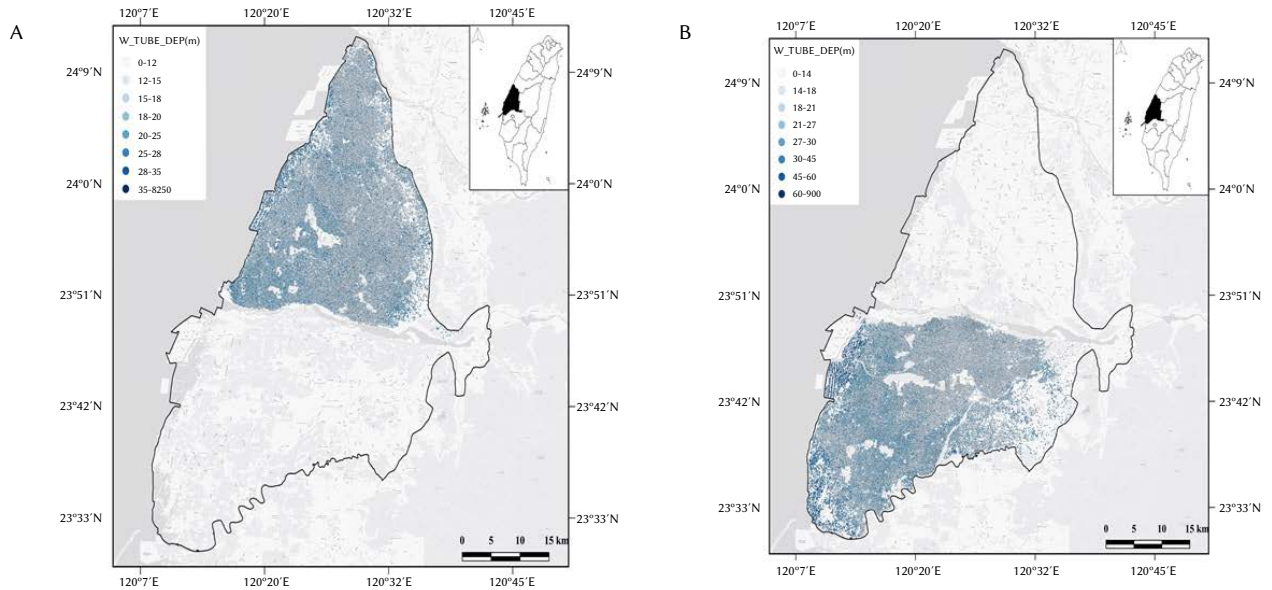 A
120°7′E 120°20′E 120°32′E 120°45′E
W_TUBE_DEP(m)
0-12
12-15
15-18
18-20
20-25
25-28
28-35
35-8250
24°9′N 24°9′N
24°0′N 24°0′N
23°51′N 23°51′N
23°42′N 23°42′N
23°33′N 23°33′N
0 5 10 15 km
120°7′E 120°20′E 120°32′E 120°45′E
B
120°7′E 120°20′E 120°32′E 120°45′E
W_TUBE_DEP(m)
0-14
14-18
18-21
21-27
27-30
30-45
45-60
60-900
24°9′N 24°9′N
24°0′N 24°0′N
23°51′N 23°51′N
23°42′N 23°42′N
23°33′N 23°33′N
0 5 10 15 km
120°7′E 120°20′E 120°32′E 120°45′E